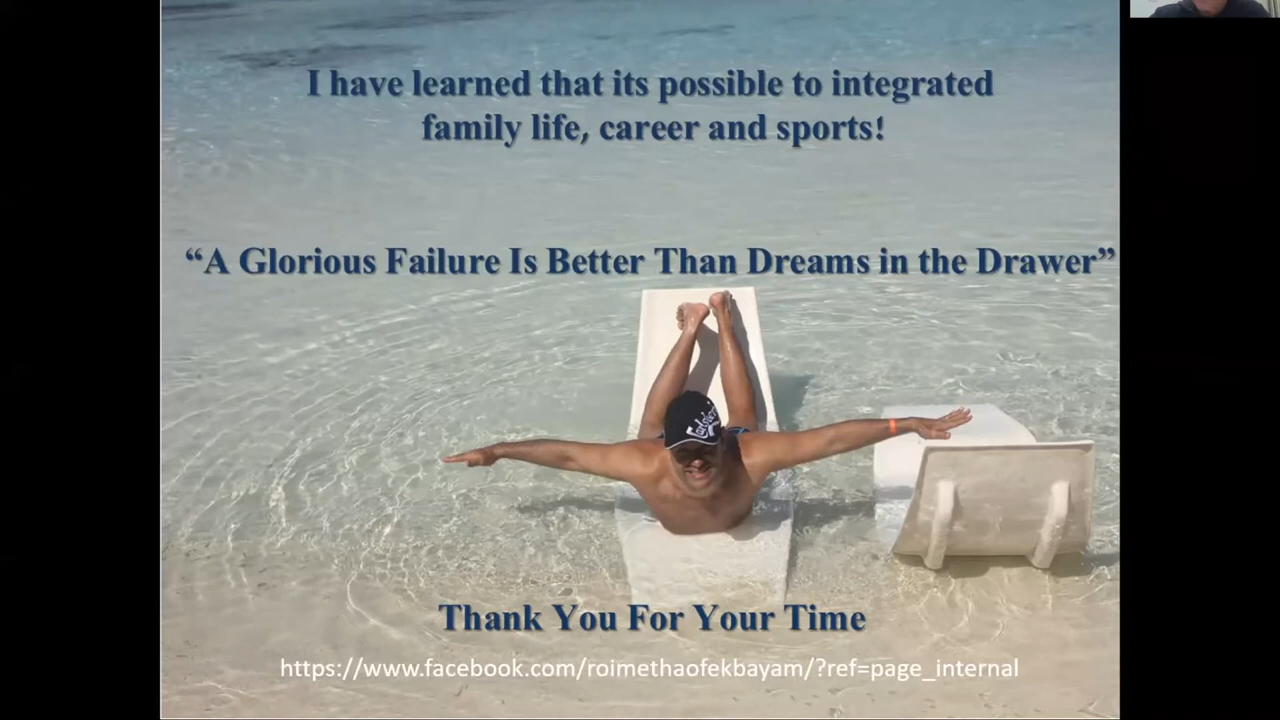 I have learned that its possible to integrated
family life, career and sports!
“A Glorious Failure Is Better Than Dreams in the Drawer”
Thank You For Your Time
https://www.facebook.com/roimethaofekbayam/?ref=page_internal